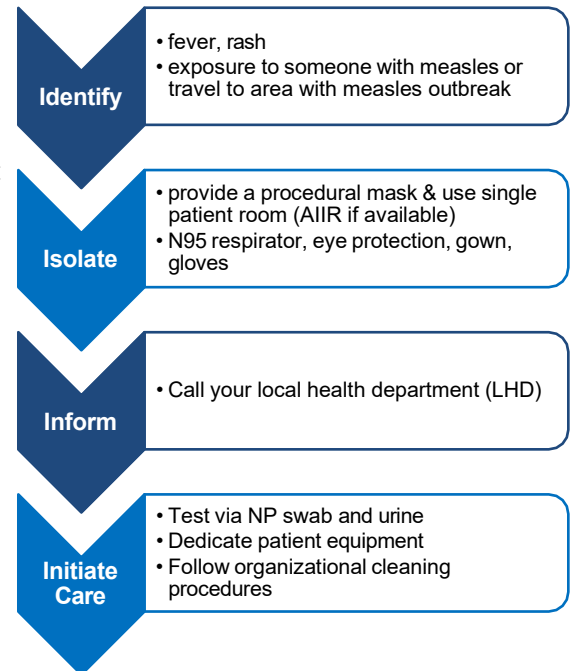 Identify
• fever, rash
• exposure to someone with measles or
travel to area with measles outbreak
Isolate
• provide a procedural mask & use single
patient room (AIIR if available)
• N95 respirator, eye protection, gown,
gloves
Inform
• Call your local health department (LHD)
Initiate
Care
• Test via NP swab and urine
• Dedicate patient equipment
• Follow organizational cleaning
procedures